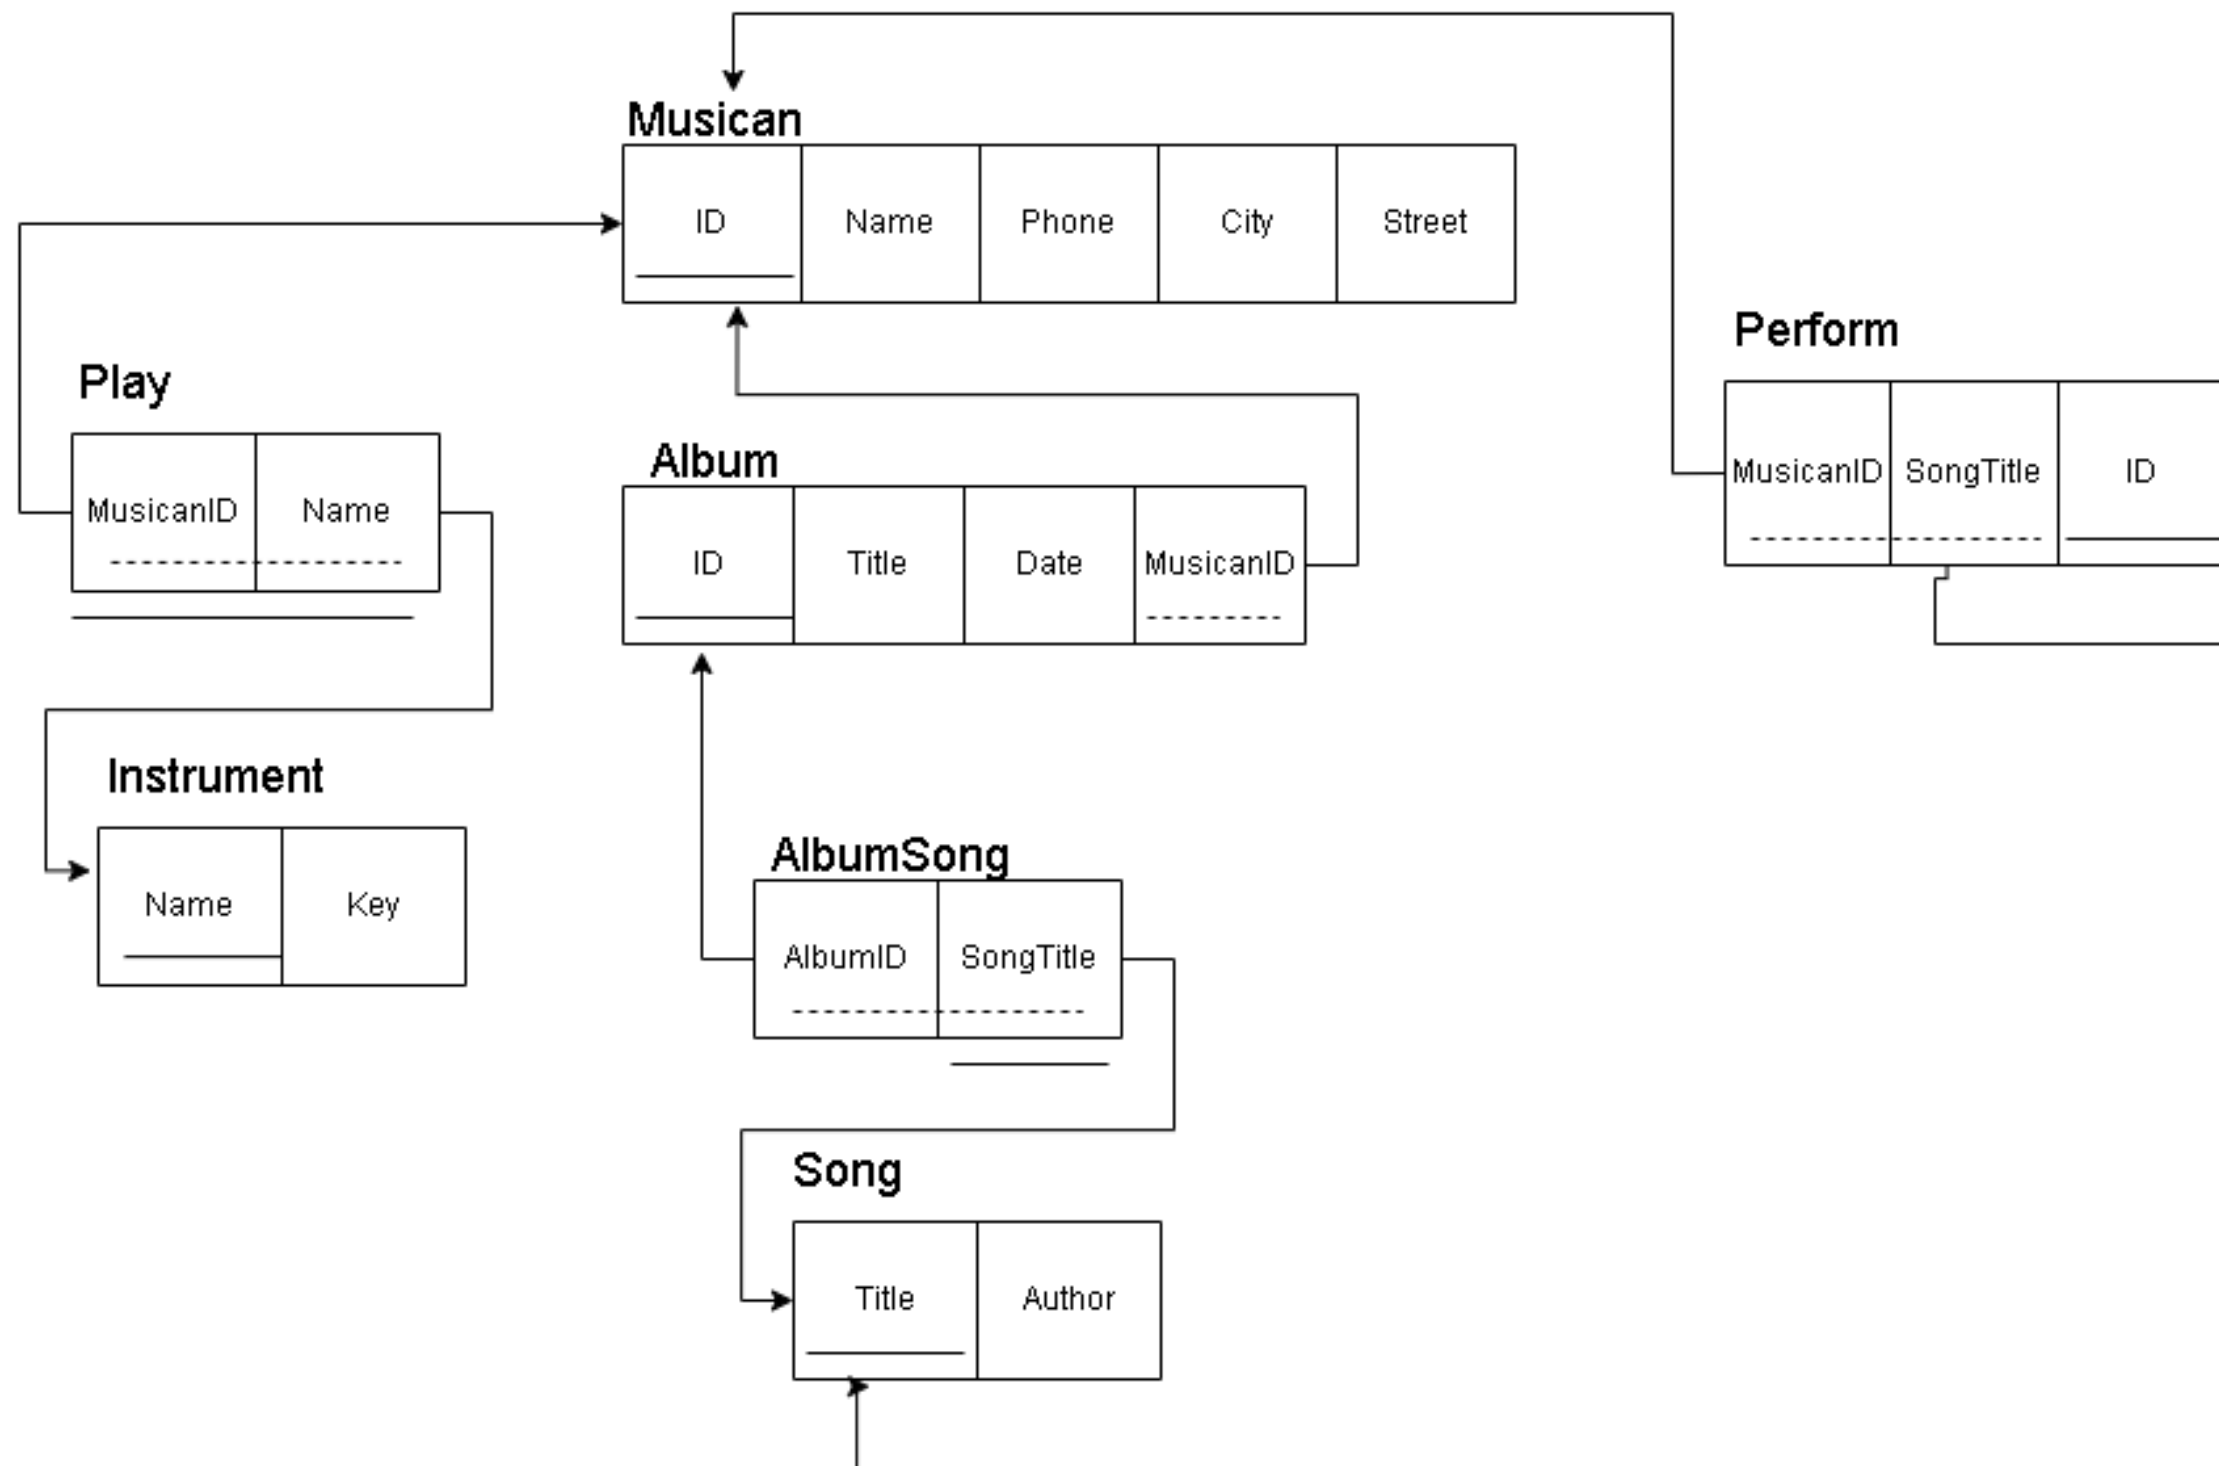 Musican
ID Name Phone City Street
Perform
MusicanID SongTitle ID
Play
MusicanID Name
Album
ID Title Date MusicanID
Instrument
Name Key
AlbumSong
AlbumID SongTitle
Song
Title Author